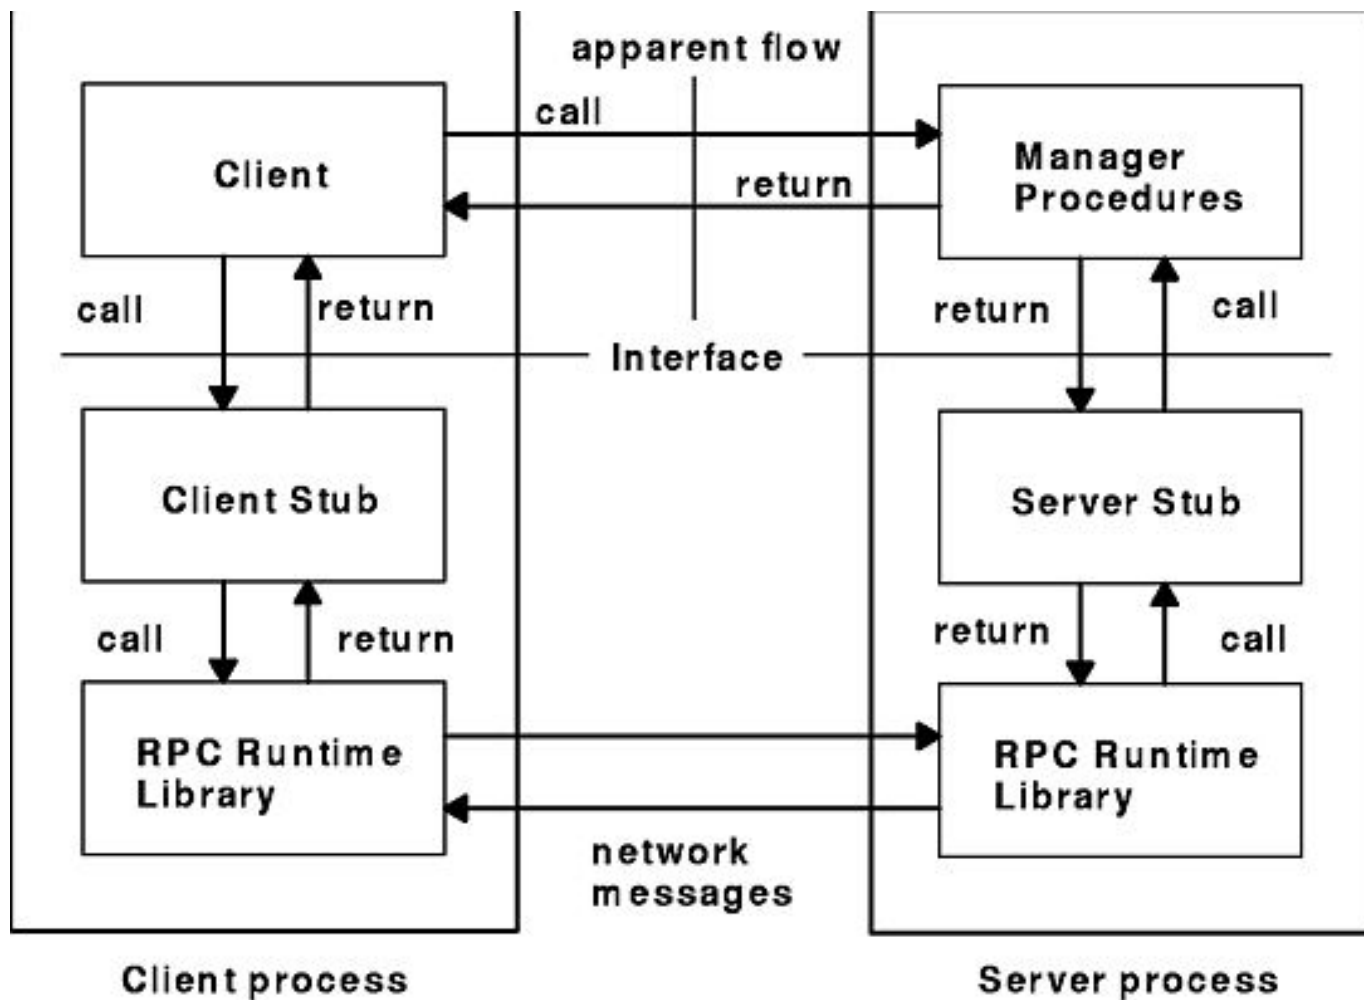 apparent flow
call
Client
Manager
Procedures
return
call
return
return
call
Interface
Client Stub
Server Stub
call
return
return
call
RPC Runtime
Library
RPC Runtime
Library
network
messages
Client process
Server process